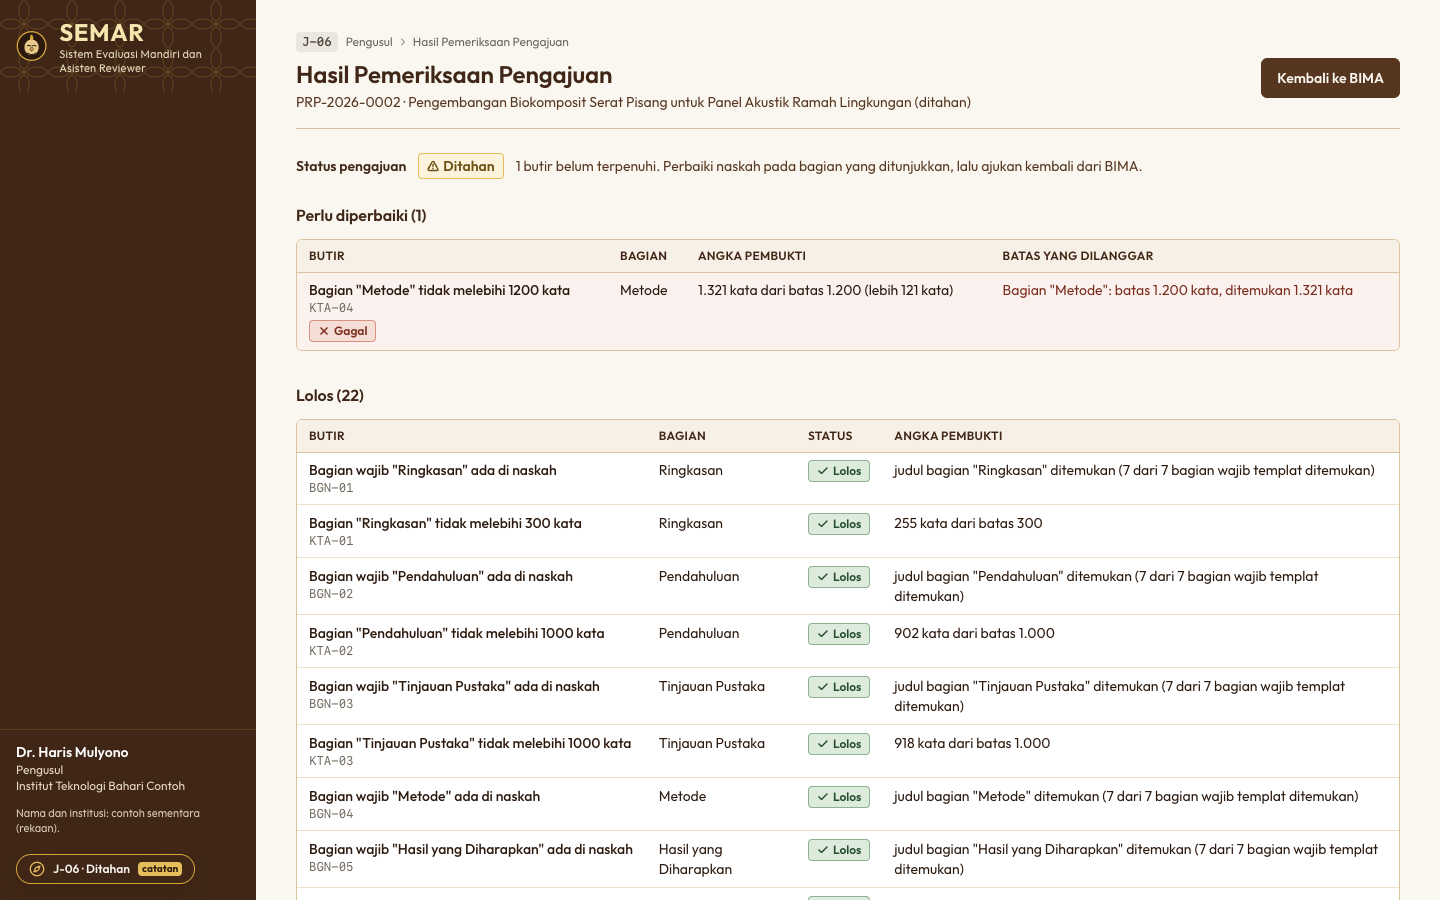 SEMAR
Sistem Evaluasi Mandiri dan
Asisten Reviewer
J-06 Pengusul > Hasil Pemeriksaan Pengajuan
Hasil Pemeriksaan Pengajuan
PRP-2026-0002 · Pengembangan Biokomposit Serat Pisang untuk Panel Akustik Ramah Lingkungan (ditahan)
Kembali ke BIMA
Status pengajuan Ditahan 1 butir belum terpenuhi. Perbaiki naskah pada bagian yang ditunjukkan, lalu ajukan kembali dari BIMA.
Perlu diperbaiki (1)
BUTIR BAGIAN ANGKA PEMBUKTI BATAS YANG DILANGGAR
Bagian "Metode" tidak melebihi 1200 kata Metode 1.321 kata dari batas 1.200 (lebih 121 kata) Bagian "Metode": batas 1.200 kata, ditemukan 1.321 kata
KTA-04
Gagal
Lolos (22)
BUTIR BAGIAN STATUS ANGKA PEMBUKTI
Bagian wajib "Ringkasan" ada di naskah Ringkasan Lolos judul bagian "Ringkasan" ditemukan (7 dari 7 bagian wajib templat ditemukan)
BGN-01
Bagian "Ringkasan" tidak melebihi 300 kata Ringkasan Lolos 255 kata dari batas 300
KTA-01
Bagian wajib "Pendahuluan" ada di naskah Pendahuluan Lolos judul bagian "Pendahuluan" ditemukan (7 dari 7 bagian wajib templat
BGN-02 ditemukan)
Bagian "Pendahuluan" tidak melebihi 1000 kata Pendahuluan Lolos 902 kata dari batas 1.000
KTA-02
Bagian wajib "Tinjauan Pustaka" ada di naskah Tinjauan Pustaka Lolos judul bagian "Tinjauan Pustaka" ditemukan (7 dari 7 bagian wajib templat
BGN-03 ditemukan)
Bagian "Tinjauan Pustaka" tidak melebihi 1000 kata Tinjauan Pustaka Lolos 918 kata dari batas 1.000
KTA-03
Bagian wajib "Metode" ada di naskah Metode Lolos judul bagian "Metode" ditemukan (7 dari 7 bagian wajib templat ditemukan)
BGN-04
Bagian wajib "Hasil yang Diharapkan" ada di naskah Hasil yang Lolos judul bagian "Hasil yang Diharapkan" ditemukan (7 dari 7 bagian wajib templat
BGN-05 Diharapkan ditemukan)
Dr. Haris Mulyono
Pengusul
Institut Teknologi Bahari Contoh
Nama dan institusi: contoh sementara
(rekaan).
J-06 · Ditahan catatan